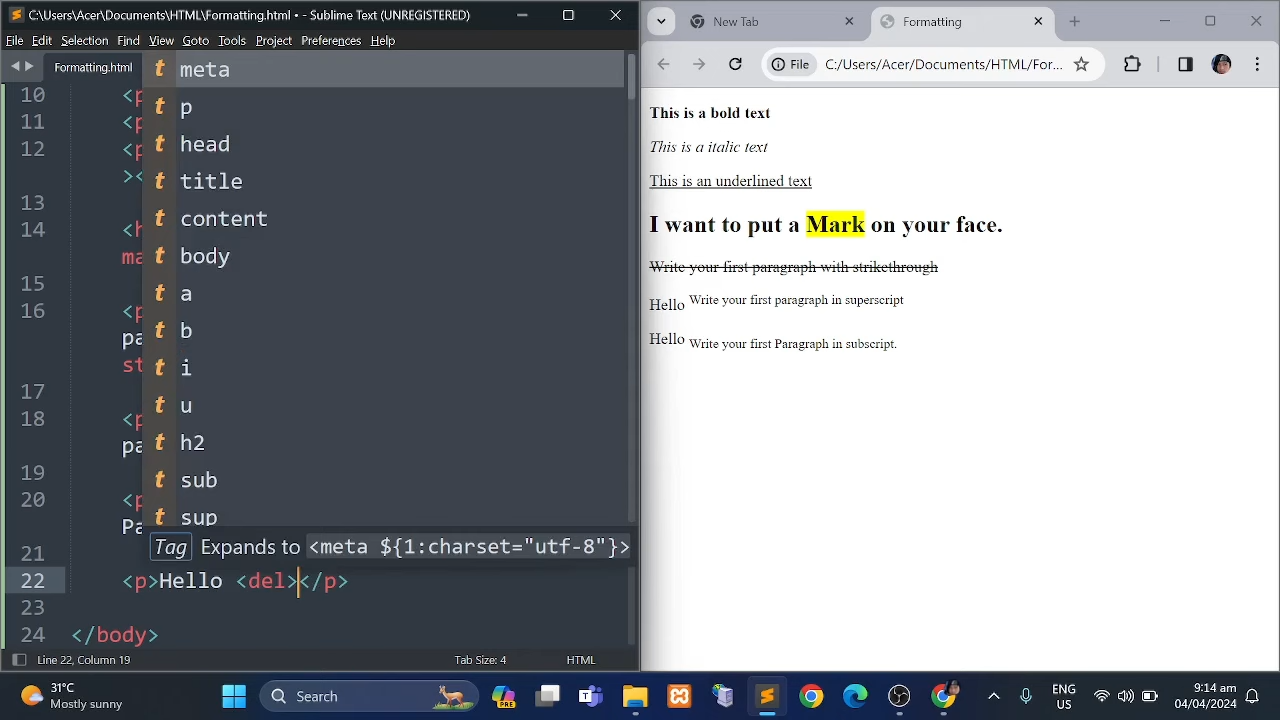 C:\Users\Acer\Documents\HTML\Formatting.html • - Sublime Text (UNREGISTERED)
File Edit Selection Find View Goto Tools Project Preferences Help
Formatting.html
10 <p
11 <p
12 <p
><
13
14 <h
ma
15
16 <p
pa
st
17
18 <p
pa
19
20 <p
Pa
21
22 <p>Hello <del></p>
23
24 </body>
t meta
t p
t head
t title
t content
t body
t a
t b
t i
t u
t h2
t sub
t sup
Tag Expands to <meta ${1:charset="utf-8"}>
Line 22, Column 19 Tab Size: 4 HTML
New Tab Formatting
File C:/Users/Acer/Documents/HTML/For...
This is a bold text
This is a italic text
This is an underlined text
I want to put a Mark on your face.
Write your first paragraph with strikethrough
Hello Write your first paragraph in superscript
Hello Write your first Paragraph in subscript.
31°C
Mostly sunny
Search
PRE
ENG
US
9:14 am
04/04/2024